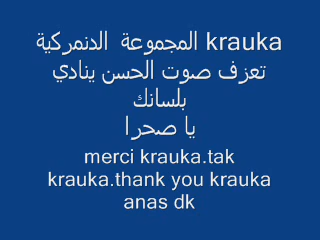 المجموعة الدنمركية krauka
تعزف صوت الحسن ينادي
بلسانك
يا صحرا
merci krauka.tak
krauka.thank you krauka
anas dk